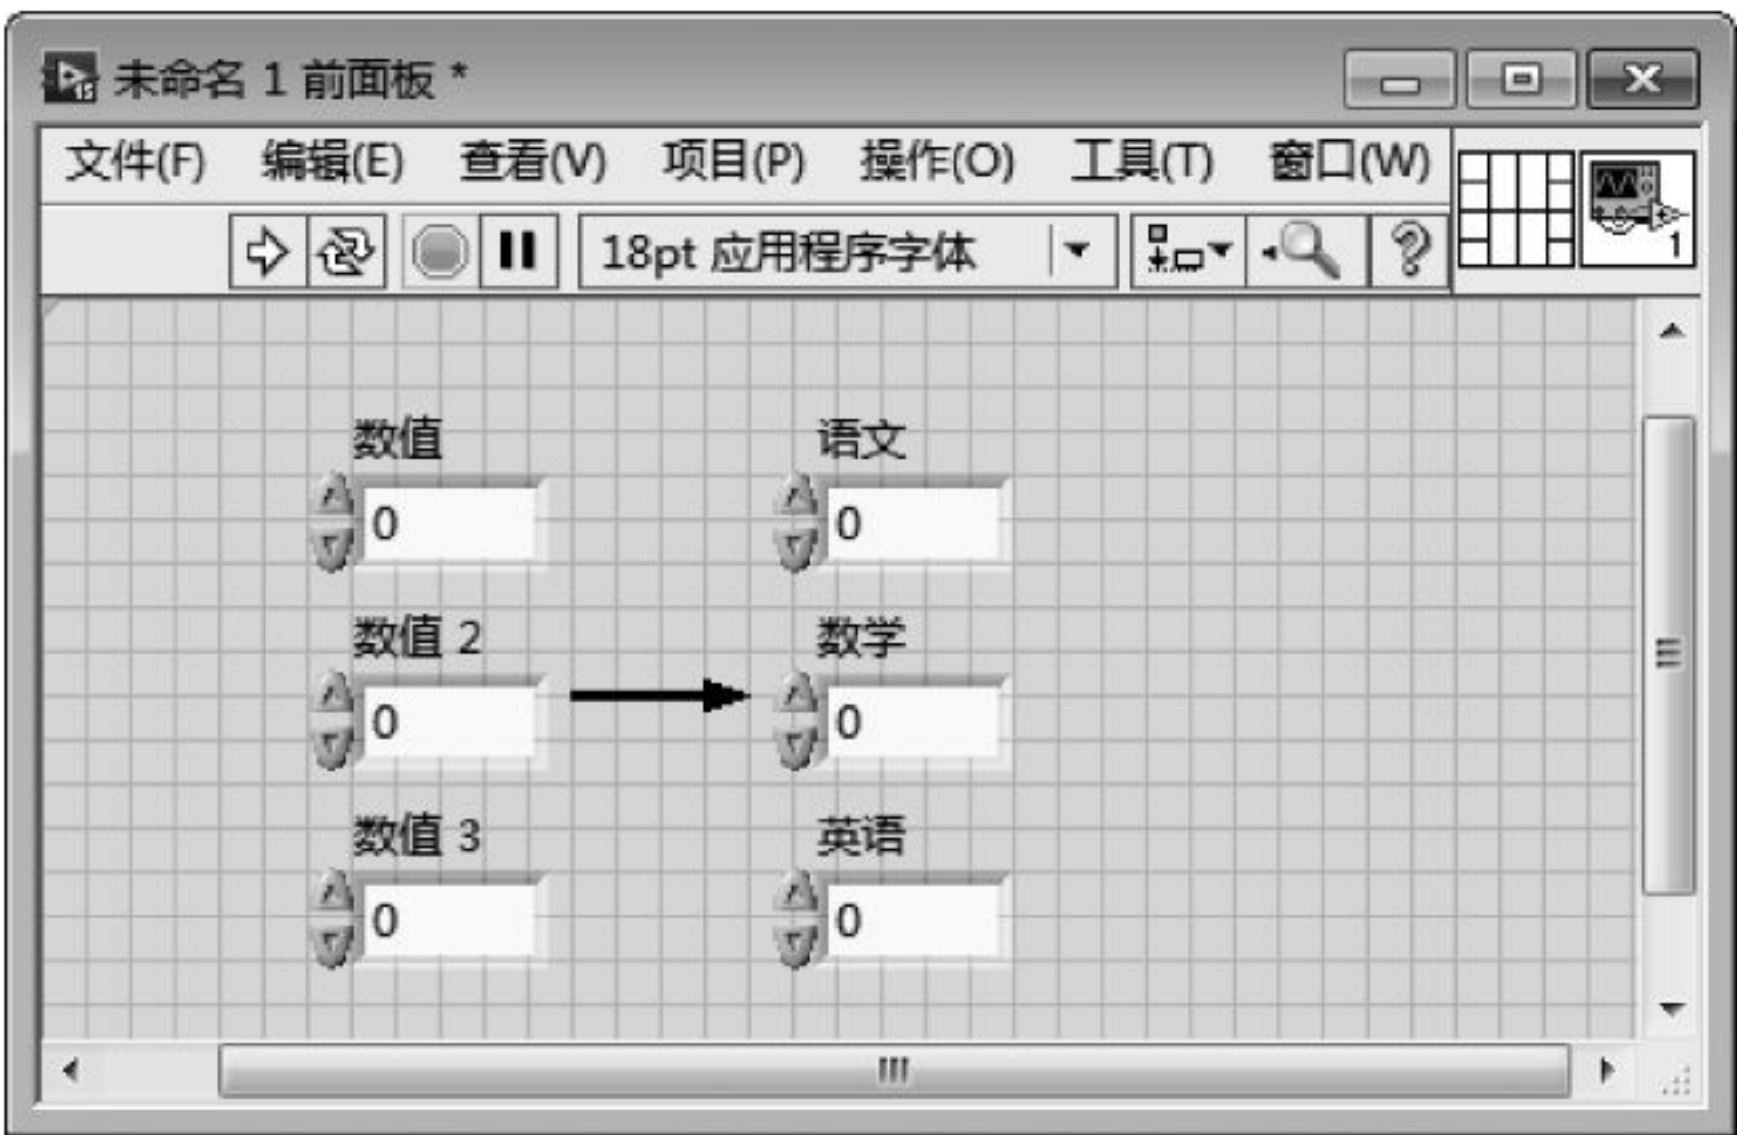 未命名 1 前面板 *
文件(F) 编辑(E) 查看(V) 项目(P) 操作(O) 工具(T) 窗口(W)
18pt 应用程序字体
1
数值 语文
0 0
数值 2 数学
0 0
数值 3 英语
0 0